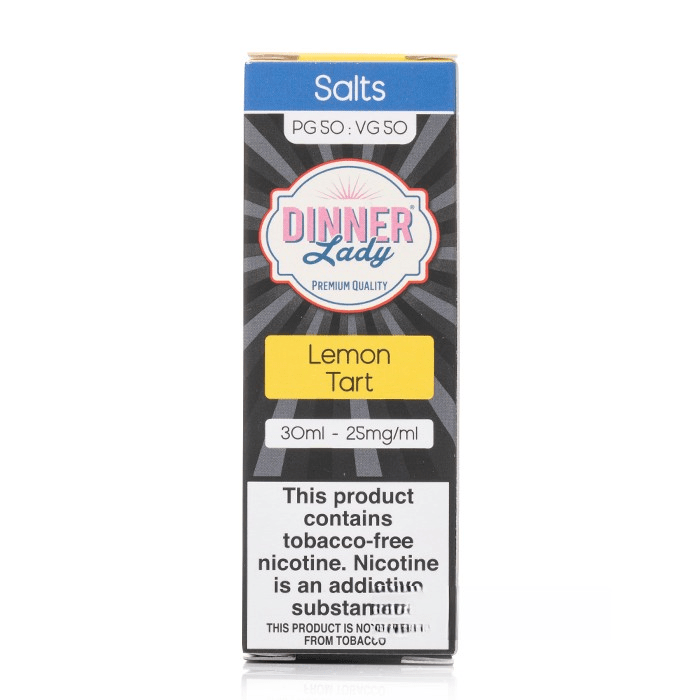 Salts
PG 50 : VG 50
DINNER®
Lady
PREMIUM QUALITY
Lemon
Tart
30ml - 25mg/ml
This product
contains
tobacco-free
nicotine. Nicotine
is an addictive
THIS PRODUCT IS
FROM TOBACCO